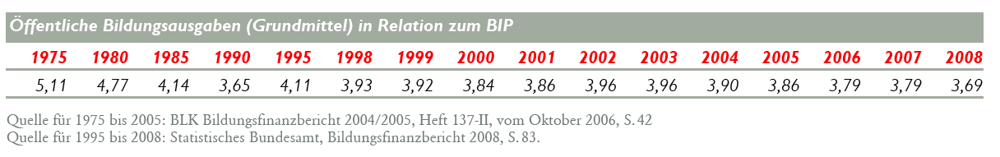 Öffentliche Bildungsausgaben (Grundmittel) in Relation zum BIP
1975 1980 1985 1990 1995 1998 1999 2000 2001 2002 2003 2004 2005 2006 2007 2008
5,11 4,77 4,14 3,65 4,11 3,93 3,92 3,84 3,86 3,96 3,96 3,90 3,86 3,79 3,79 3,69
Quelle für 1975 bis 2005: BLK Bildungsfinanzbericht 2004/2005, Heft 137-II, vom Oktober 2006, S. 42
Quelle für 1995 bis 2008: Statistisches Bundesamt, Bildungsfinanzbericht 2008, S. 83.